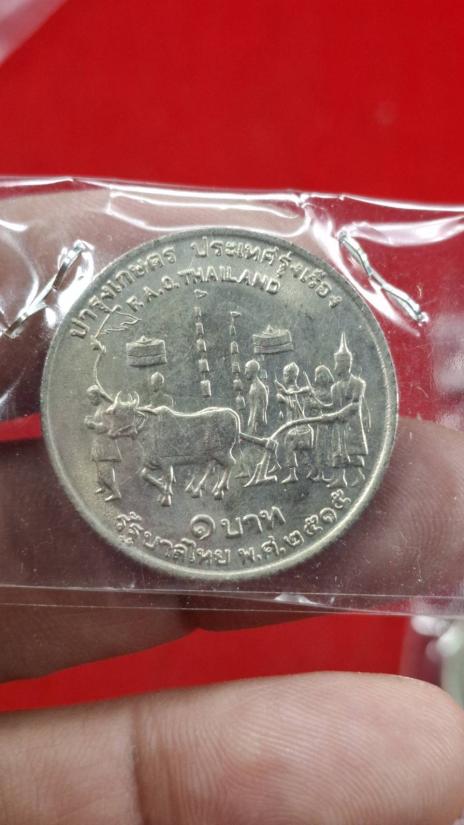 บำรุงเกษตร ประเทศรุ่งเรือง
F.A.O. THAILAND
๑ บาท
รัฐบาลไทย พ.ศ. ๒๕๑๕